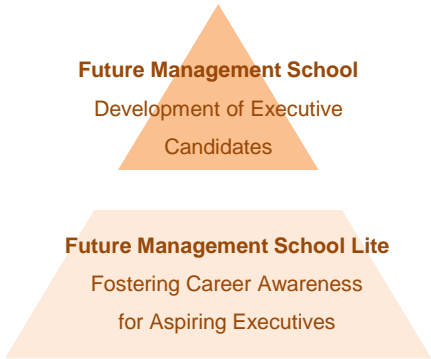 Future Management School
Development of Executive
Candidates
Future Management School Lite
Fostering Career Awareness
for Aspiring Executives